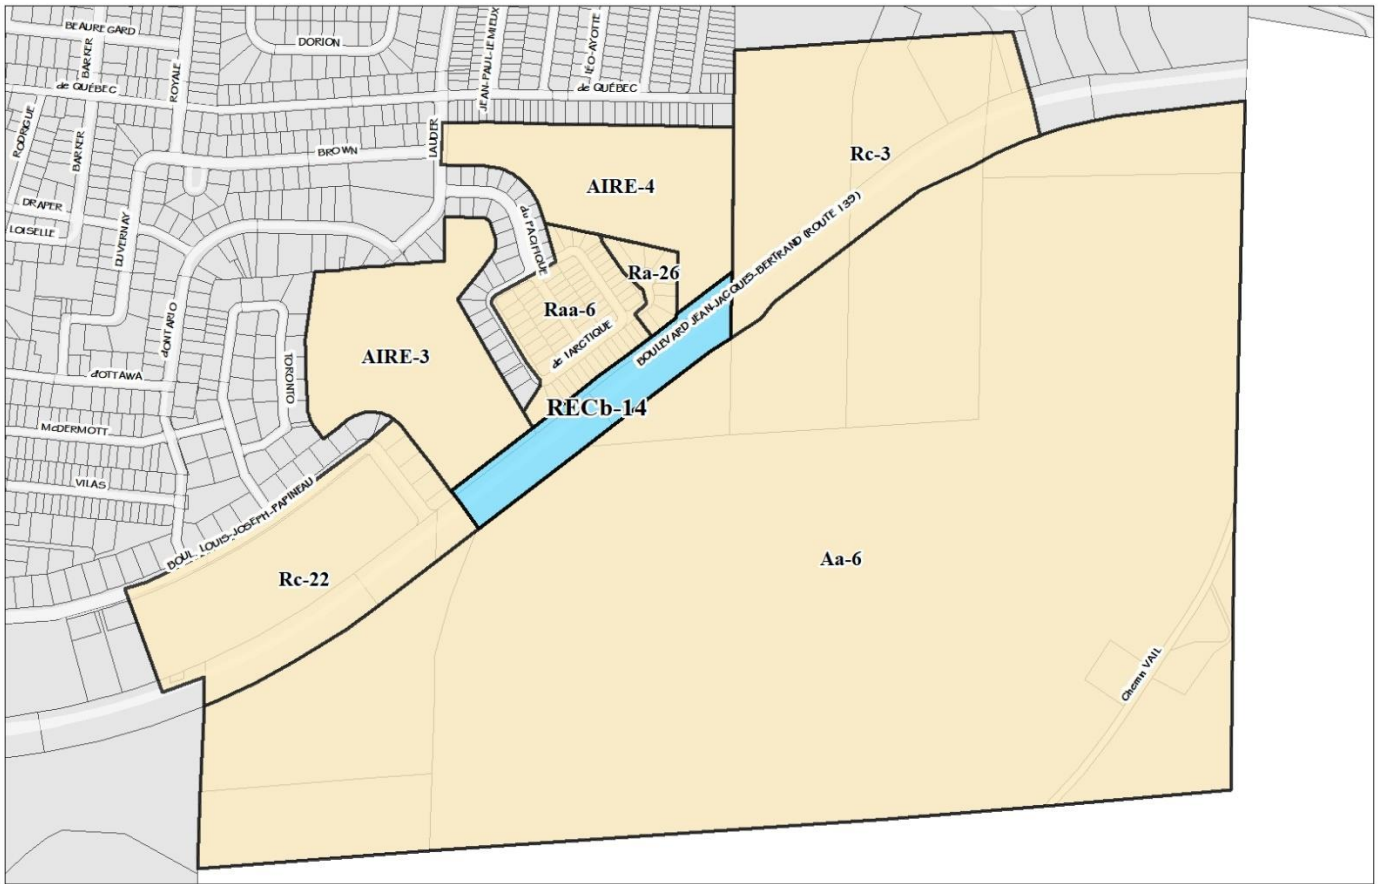 BEAUREGARD
BARKER
ROYALE
DORION
JEAN-PAUL-LEMIEUX
LÉO-AYOTTE
de QUÉBEC
de QUÉBEC
RODRIGUE
BARKER
LAUDER
BROWN
Rc-3
AIRE-4
DRAPER
LOISELLE
DUVERNAY
du PACIFIQUE
BOULEVARD JEAN-JACQUES-BERTRAND (ROUTE 139)
Ra-26
Raa-6
de l'ARCTIQUE
d'ONTARIO
TORONTO
AIRE-3
d'OTTAWA
RECb-14
McDERMOTT
VILAS
BOUL. LOUIS-JOSEPH-PAPINEAU
Rc-22
Aa-6
Chemin VAIL